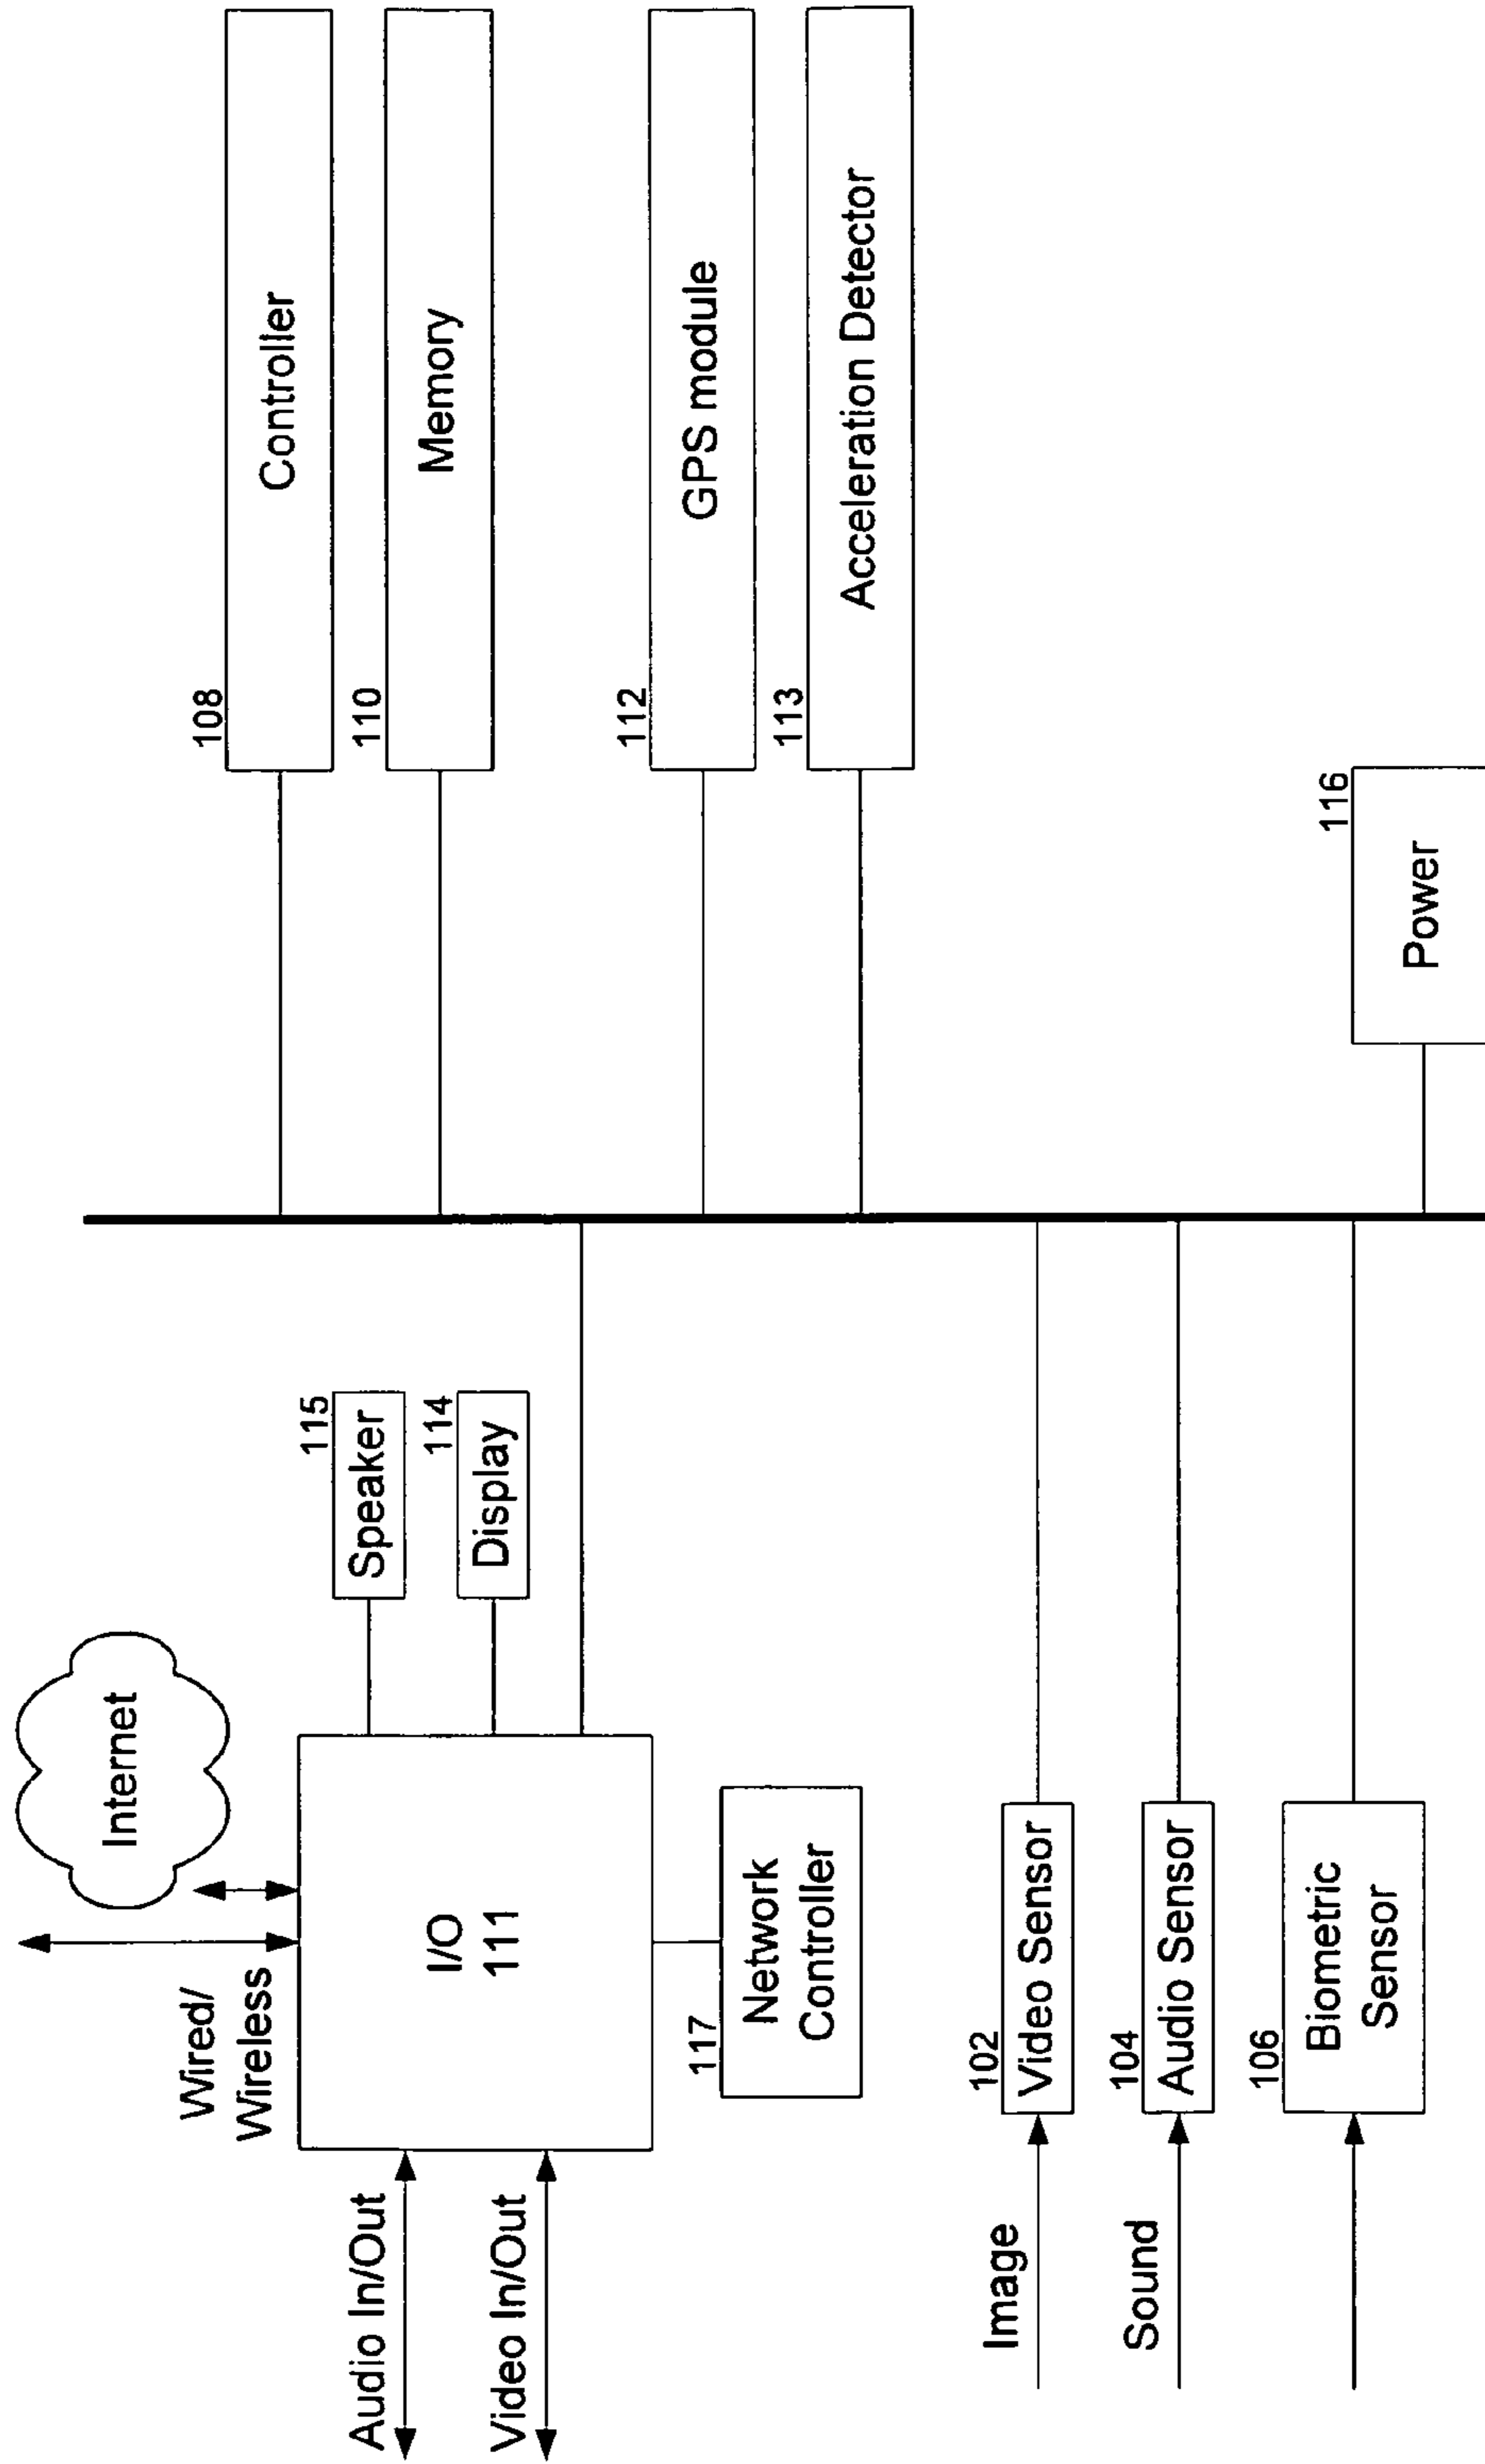 Wired/
Wireless
Internet
Audio In/Out
Video In/Out
I/O
111
115
Speaker
114
Display
117
Network
Controller
Image
102
Video Sensor
Sound
104
Audio Sensor
106
Biometric
Sensor
108
Controller
110
Memory
112
GPS module
113
Acceleration Detector
116
Power